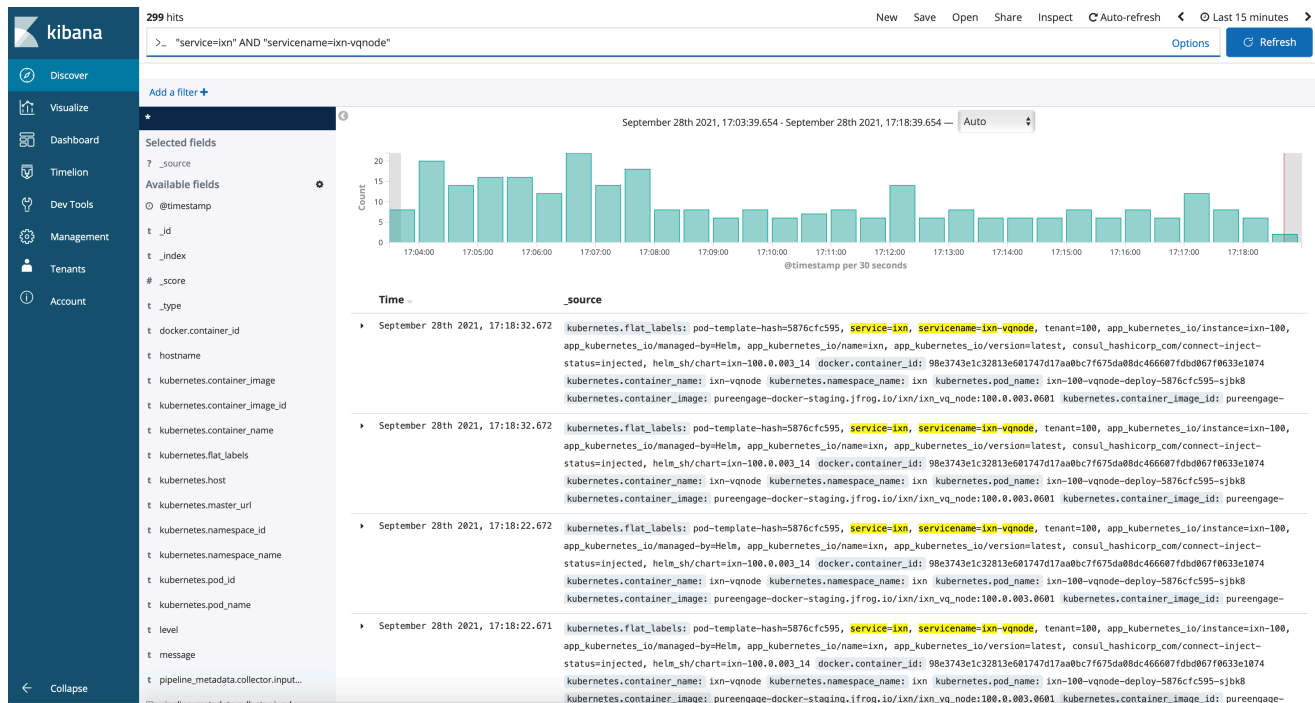 kibana
Discover
Visualize
Dashboard
Timelion
Dev Tools
Management
Tenants
Account
Collapse
299 hits
New Save Open Share Inspect Auto-refresh Last 15 minutes
>_ "service=ixn" AND "servicename=ixn-vqnode"
Options Refresh
Add a filter +
*
Selected fields
? _source
Available fields
@timestamp
t _id
t _index
# _score
t _type
t docker.container_id
t hostname
t kubernetes.container_image
t kubernetes.container_image_id
t kubernetes.container_name
t kubernetes.flat_labels
t kubernetes.host
t kubernetes.master_url
t kubernetes.namespace_id
t kubernetes.namespace_name
t kubernetes.pod_id
t kubernetes.pod_name
t level
t message
t pipeline_metadata.collector.input...
September 28th 2021, 17:03:39.654 - September 28th 2021, 17:18:39.654 — Auto
Count
20
15
10
5
0
17:04:00 17:05:00 17:06:00 17:07:00 17:08:00 17:09:00 17:10:00 17:11:00 17:12:00 17:13:00 17:14:00 17:15:00 17:16:00 17:17:00 17:18:00
@timestamp per 30 seconds
Time _source
September 28th 2021, 17:18:32.672 kubernetes.flat_labels: pod-template-hash=5876cfc595, service=ixn, servicename=ixn-vqnode, tenant=100, app_kubernetes_io/instance=ixn-100,
app_kubernetes_io/managed-by=Helm, app_kubernetes_io/name=ixn, app_kubernetes_io/version=latest, consul_hashicorp_com/connect-inject-
status=injected, helm_sh/chart=ixn-100.0.003_14 docker.container_id: 98e3743e1c32813e601747d17aa0bc7f675da08dc466607fdbd067f0633e1074
kubernetes.container_name: ixn-vqnode kubernetes.namespace_name: ixn kubernetes.pod_name: ixn-100-vqnode-deploy-5876cfc595-sjbk8
kubernetes.container_image: pureengage-docker-staging.jfrog.io/ixn/ixn_vq_node:100.0.003.0601 kubernetes.container_image_id: pureengage-
September 28th 2021, 17:18:32.672 kubernetes.flat_labels: pod-template-hash=5876cfc595, service=ixn, servicename=ixn-vqnode, tenant=100, app_kubernetes_io/instance=ixn-100,
app_kubernetes_io/managed-by=Helm, app_kubernetes_io/name=ixn, app_kubernetes_io/version=latest, consul_hashicorp_com/connect-inject-
status=injected, helm_sh/chart=ixn-100.0.003_14 docker.container_id: 98e3743e1c32813e601747d17aa0bc7f675da08dc466607fdbd067f0633e1074
kubernetes.container_name: ixn-vqnode kubernetes.namespace_name: ixn kubernetes.pod_name: ixn-100-vqnode-deploy-5876cfc595-sjbk8
kubernetes.container_image: pureengage-docker-staging.jfrog.io/ixn/ixn_vq_node:100.0.003.0601 kubernetes.container_image_id: pureengage-
September 28th 2021, 17:18:22.672 kubernetes.flat_labels: pod-template-hash=5876cfc595, service=ixn, servicename=ixn-vqnode, tenant=100, app_kubernetes_io/instance=ixn-100,
app_kubernetes_io/managed-by=Helm, app_kubernetes_io/name=ixn, app_kubernetes_io/version=latest, consul_hashicorp_com/connect-inject-
status=injected, helm_sh/chart=ixn-100.0.003_14 docker.container_id: 98e3743e1c32813e601747d17aa0bc7f675da08dc466607fdbd067f0633e1074
kubernetes.container_name: ixn-vqnode kubernetes.namespace_name: ixn kubernetes.pod_name: ixn-100-vqnode-deploy-5876cfc595-sjbk8
kubernetes.container_image: pureengage-docker-staging.jfrog.io/ixn/ixn_vq_node:100.0.003.0601 kubernetes.container_image_id: pureengage-
September 28th 2021, 17:18:22.671 kubernetes.flat_labels: pod-template-hash=5876cfc595, service=ixn, servicename=ixn-vqnode, tenant=100, app_kubernetes_io/instance=ixn-100,
app_kubernetes_io/managed-by=Helm, app_kubernetes_io/name=ixn, app_kubernetes_io/version=latest, consul_hashicorp_com/connect-inject-
status=injected, helm_sh/chart=ixn-100.0.003_14 docker.container_id: 98e3743e1c32813e601747d17aa0bc7f675da08dc466607fdbd067f0633e1074
kubernetes.container_name: ixn-vqnode kubernetes.namespace_name: ixn kubernetes.pod_name: ixn-100-vqnode-deploy-5876cfc595-sjbk8
kubernetes.container_image: pureengage-docker-staging.jfrog.io/ixn/ixn_vq_node:100.0.003.0601 kubernetes.container_image_id: pureengage-